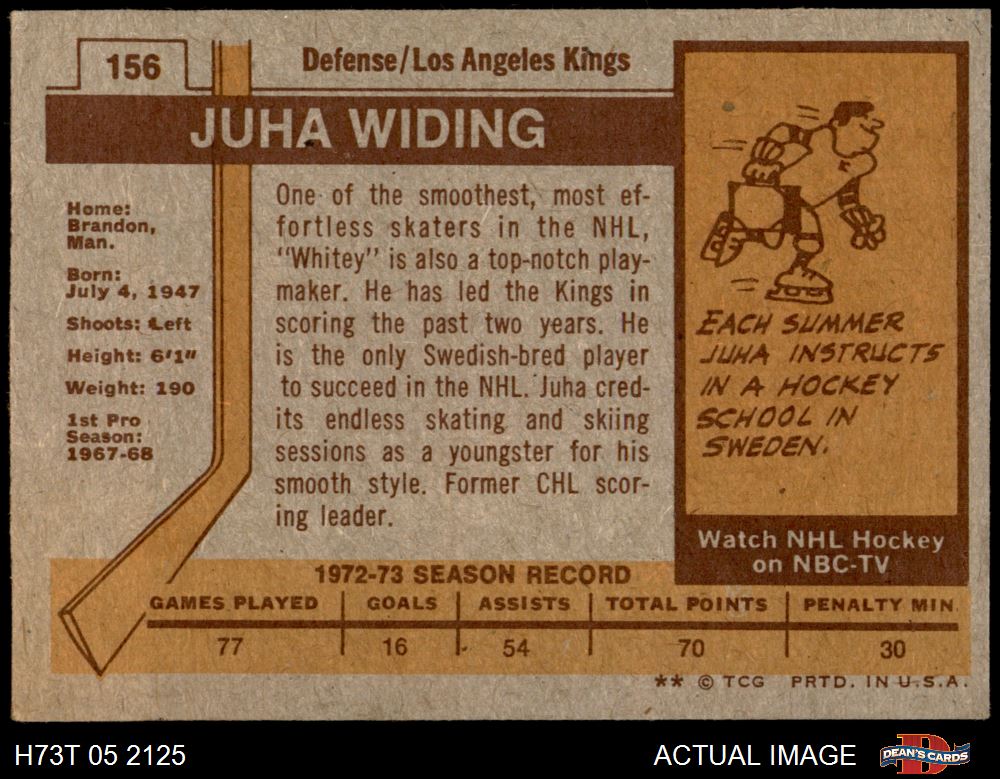 156
Defense/Los Angeles Kings
JUHA WIDING
Home:
Brandon,
Man.
Born:
July 4, 1947
Shoots: Left
Height: 6'1"
Weight: 190
1st Pro
Season:
1967-68
One of the smoothest, most ef-
fortless skaters in the NHL,
"Whitey" is also a top-notch play-
maker. He has led the Kings in
scoring the past two years. He
is the only Swedish-bred player
to succeed in the NHL. Juha cred-
its endless skating and skiing
sessions as a youngster for his
smooth style. Former CHL scor-
ing leader.
EACH SUMMER
JUHA INSTRUCTS
IN A HOCKEY
SCHOOL IN
SWEDEN.
Watch NHL Hockey
on NBC-TV
1972-73 SEASON RECORD
GAMES PLAYED GOALS ASSISTS TOTAL POINTS PENALTY MIN.
77 16 54 70 30
** © TCG PRTD. IN U.S.A.
H73T 05 2125
ACTUAL IMAGE
DEAN'S CARDS